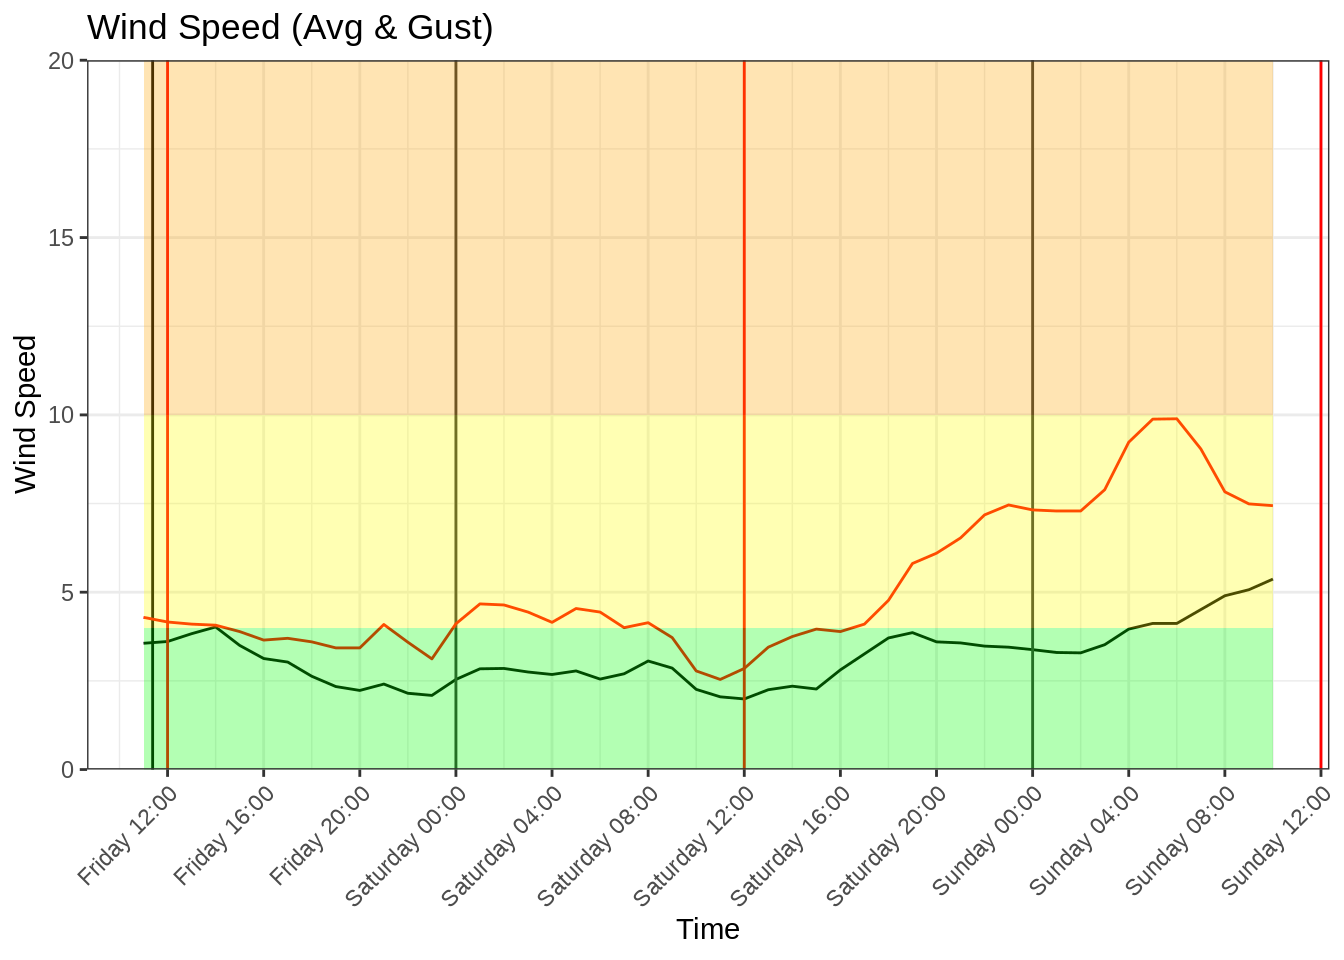 Wind Speed (Avg & Gust)
20
15
10
5
0
Wind Speed
Friday 12:00
Friday 16:00
Friday 20:00
Saturday 00:00
Saturday 04:00
Saturday 08:00
Saturday 12:00
Saturday 16:00
Saturday 20:00
Sunday 00:00
Sunday 04:00
Sunday 08:00
Sunday 12:00
Time